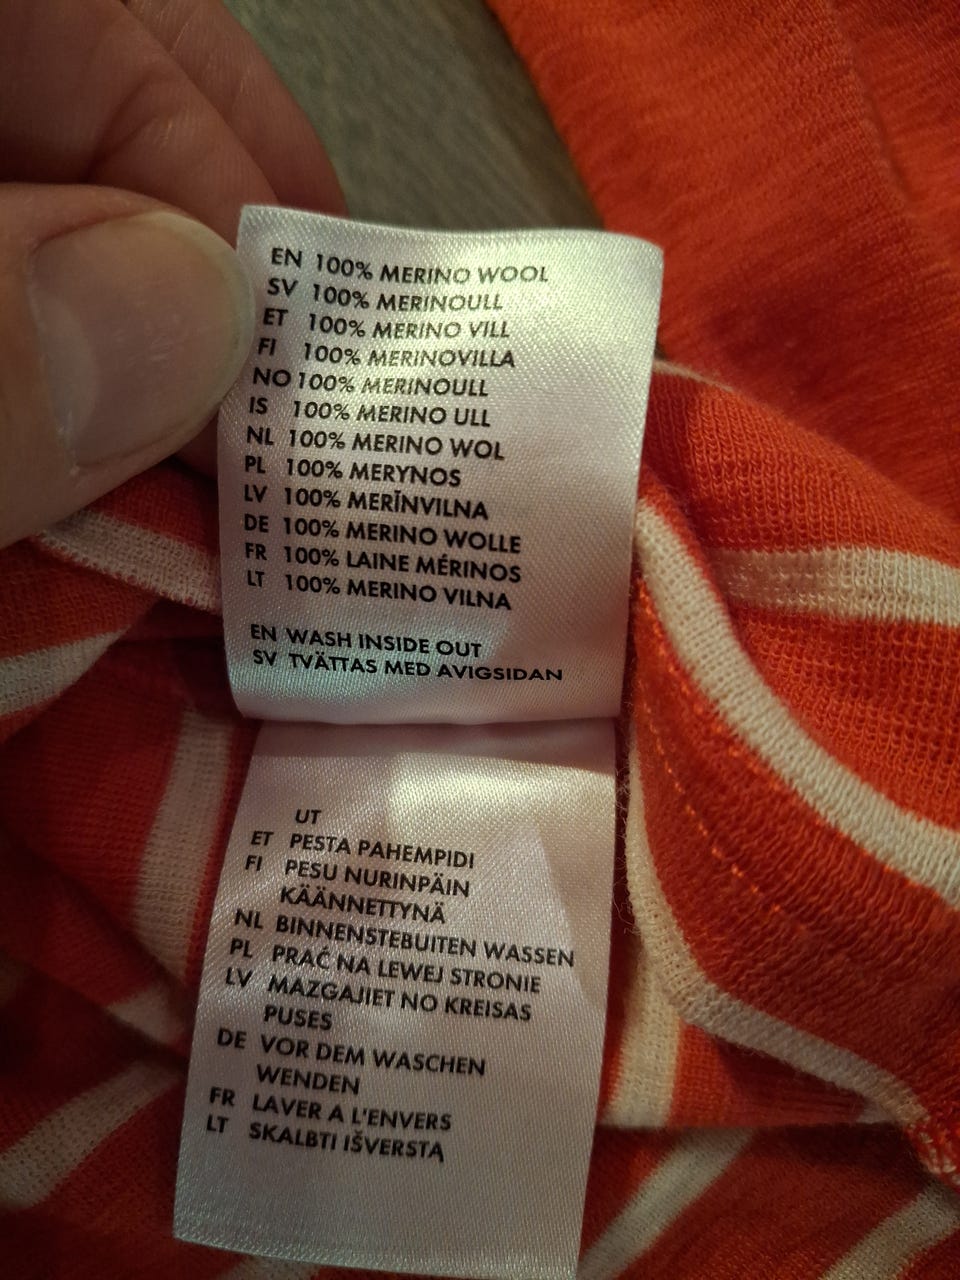 EN 100% MERINO WOOL
SV 100% MERINOULL
ET 100% MERINO VILL
FI 100% MERINOVILLA
NO 100% MERINOULL
IS 100% MERINO ULL
NL 100% MERINO WOL
PL 100% MERYNOS
LV 100% MERĪNVILNA
DE 100% MERINO WOLLE
FR 100% LAINE MÉRINOS
LT 100% MERINO VILNA
EN WASH INSIDE OUT
SV TVÄTTAS MED AVIGSIDAN
UT
ET PESTA PAHEMPIDI
FI PESU NURINPÄIN
KÄÄNNETTYNÄ
NL BINNENSTEBUITEN WASSEN
PL PRAĆ NA LEWEJ STRONIE
LV MAZGAJIET NO KREISAS
PUSES
DE VOR DEM WASCHEN
WENDEN
FR LAVER A L'ENVERS
LT SKALBTI IŠVERSTĄ